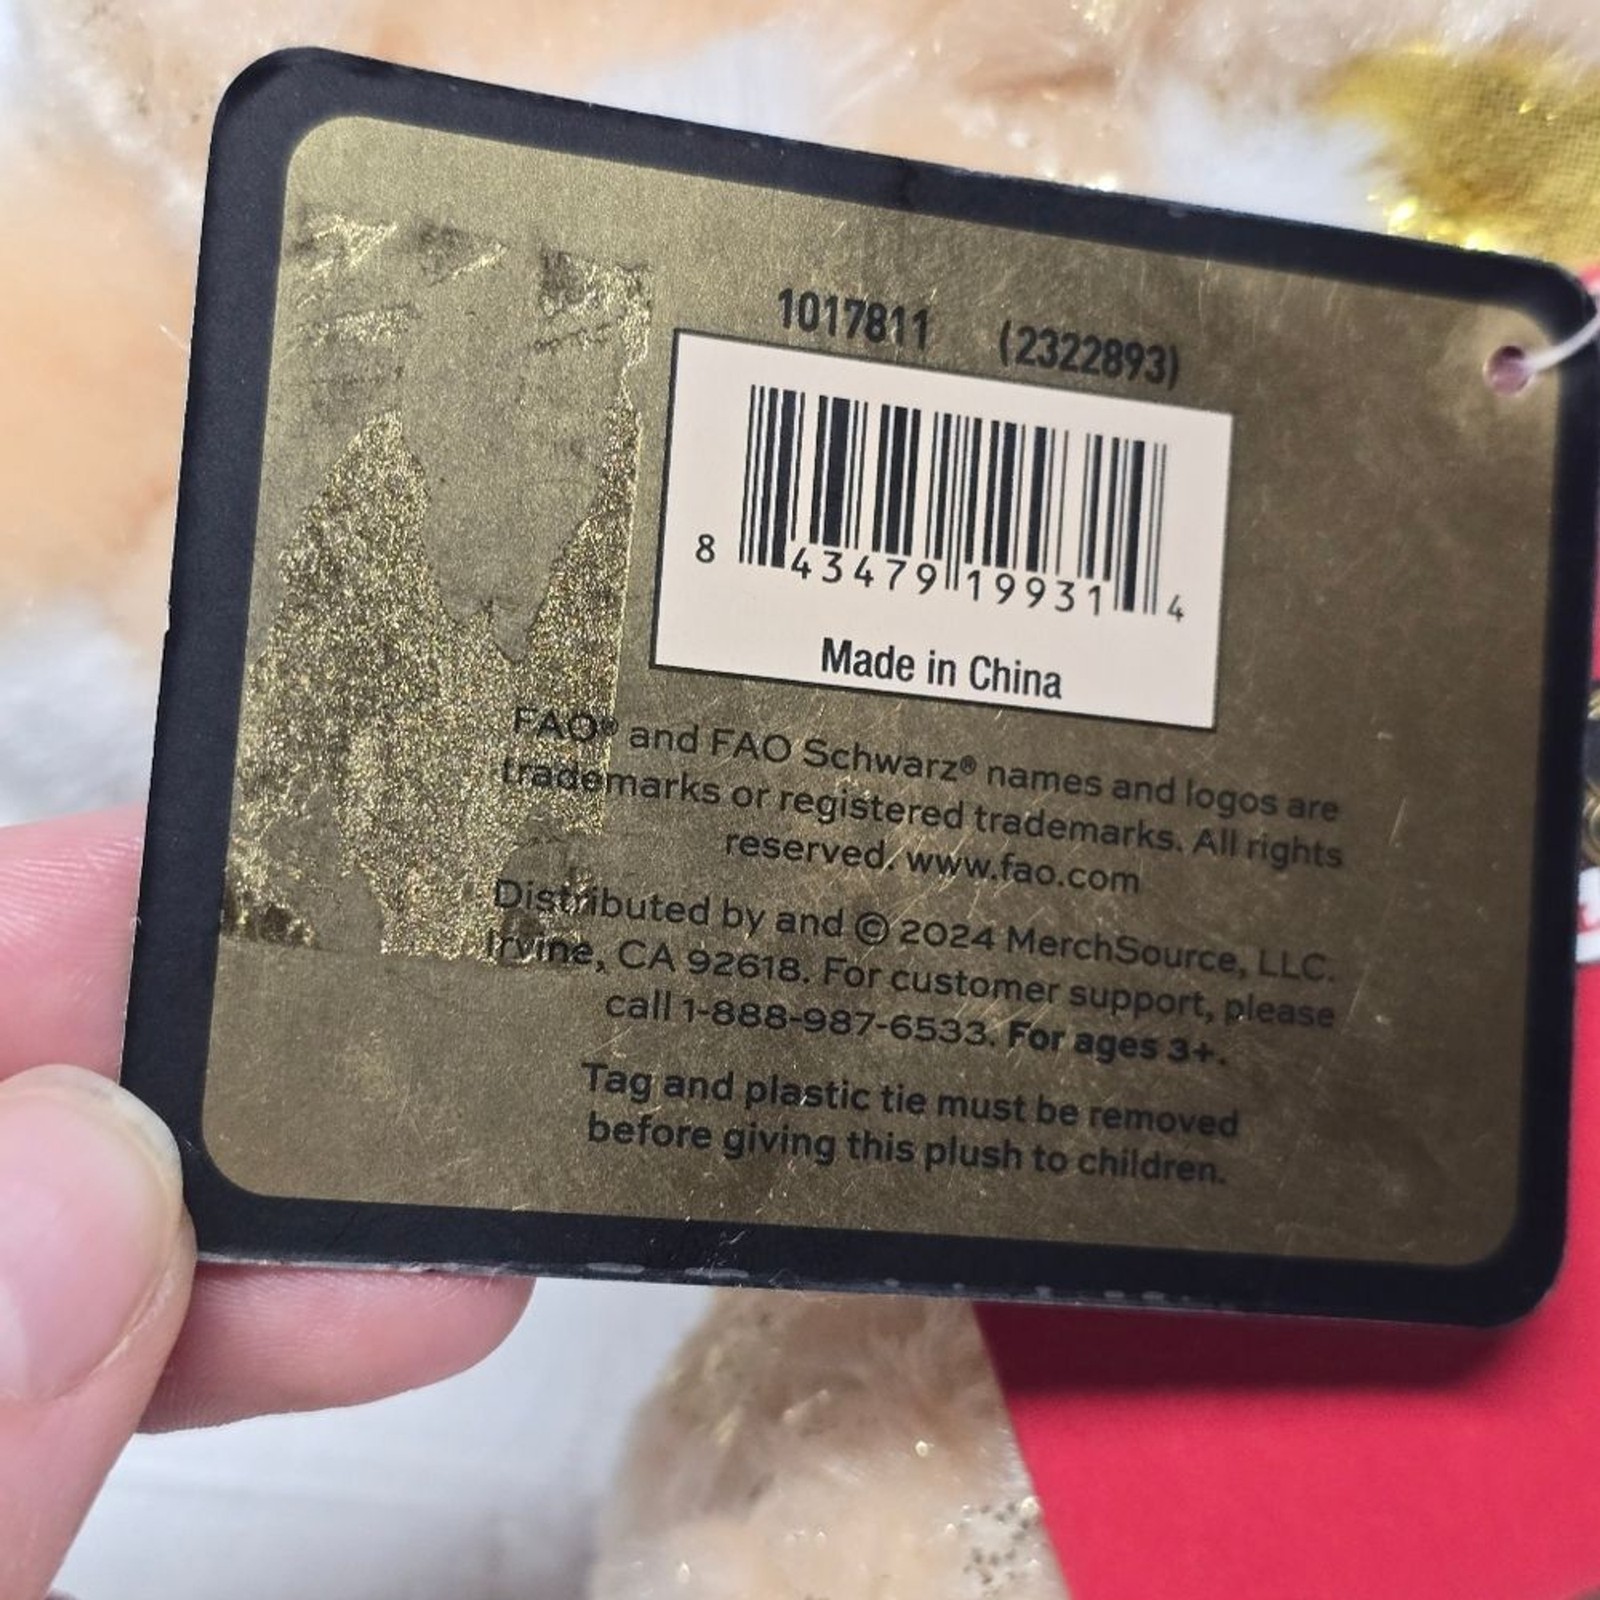 1017811 (2322893)
8 43479 19931 4
Made in China
FAO® and FAO Schwarz® names and logos are
trademarks or registered trademarks. All rights
reserved. www.fao.com
Distributed by and © 2024 MerchSource, LLC.
Irvine, CA 92618. For customer support, please
call 1-888-987-6533. For ages 3+.
Tag and plastic tie must be removed
before giving this plush to children.